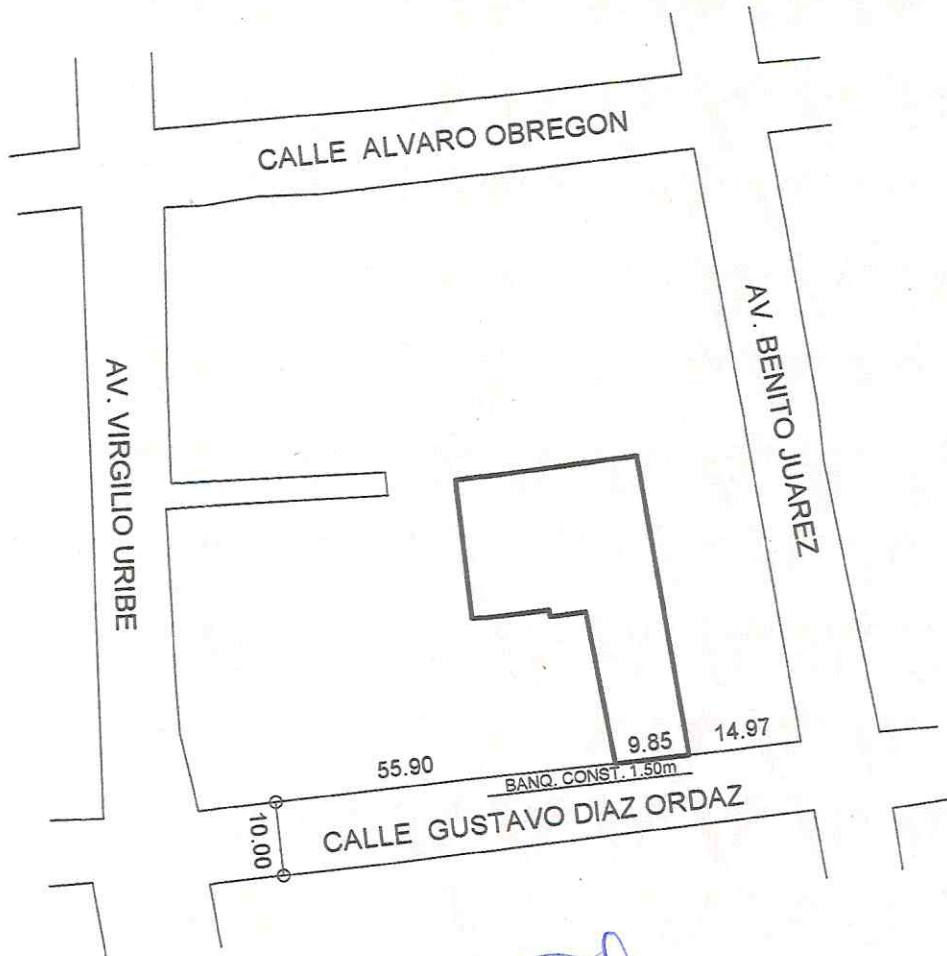 CALLE ALVARO OBREGON
AV. BENITO JUAREZ
AV. VIRGILIO URIBE
55.90
9.85
14.97
BANQ. CONST. 1.50m
10.00
CALLE GUSTAVO DIAZ ORDAZ